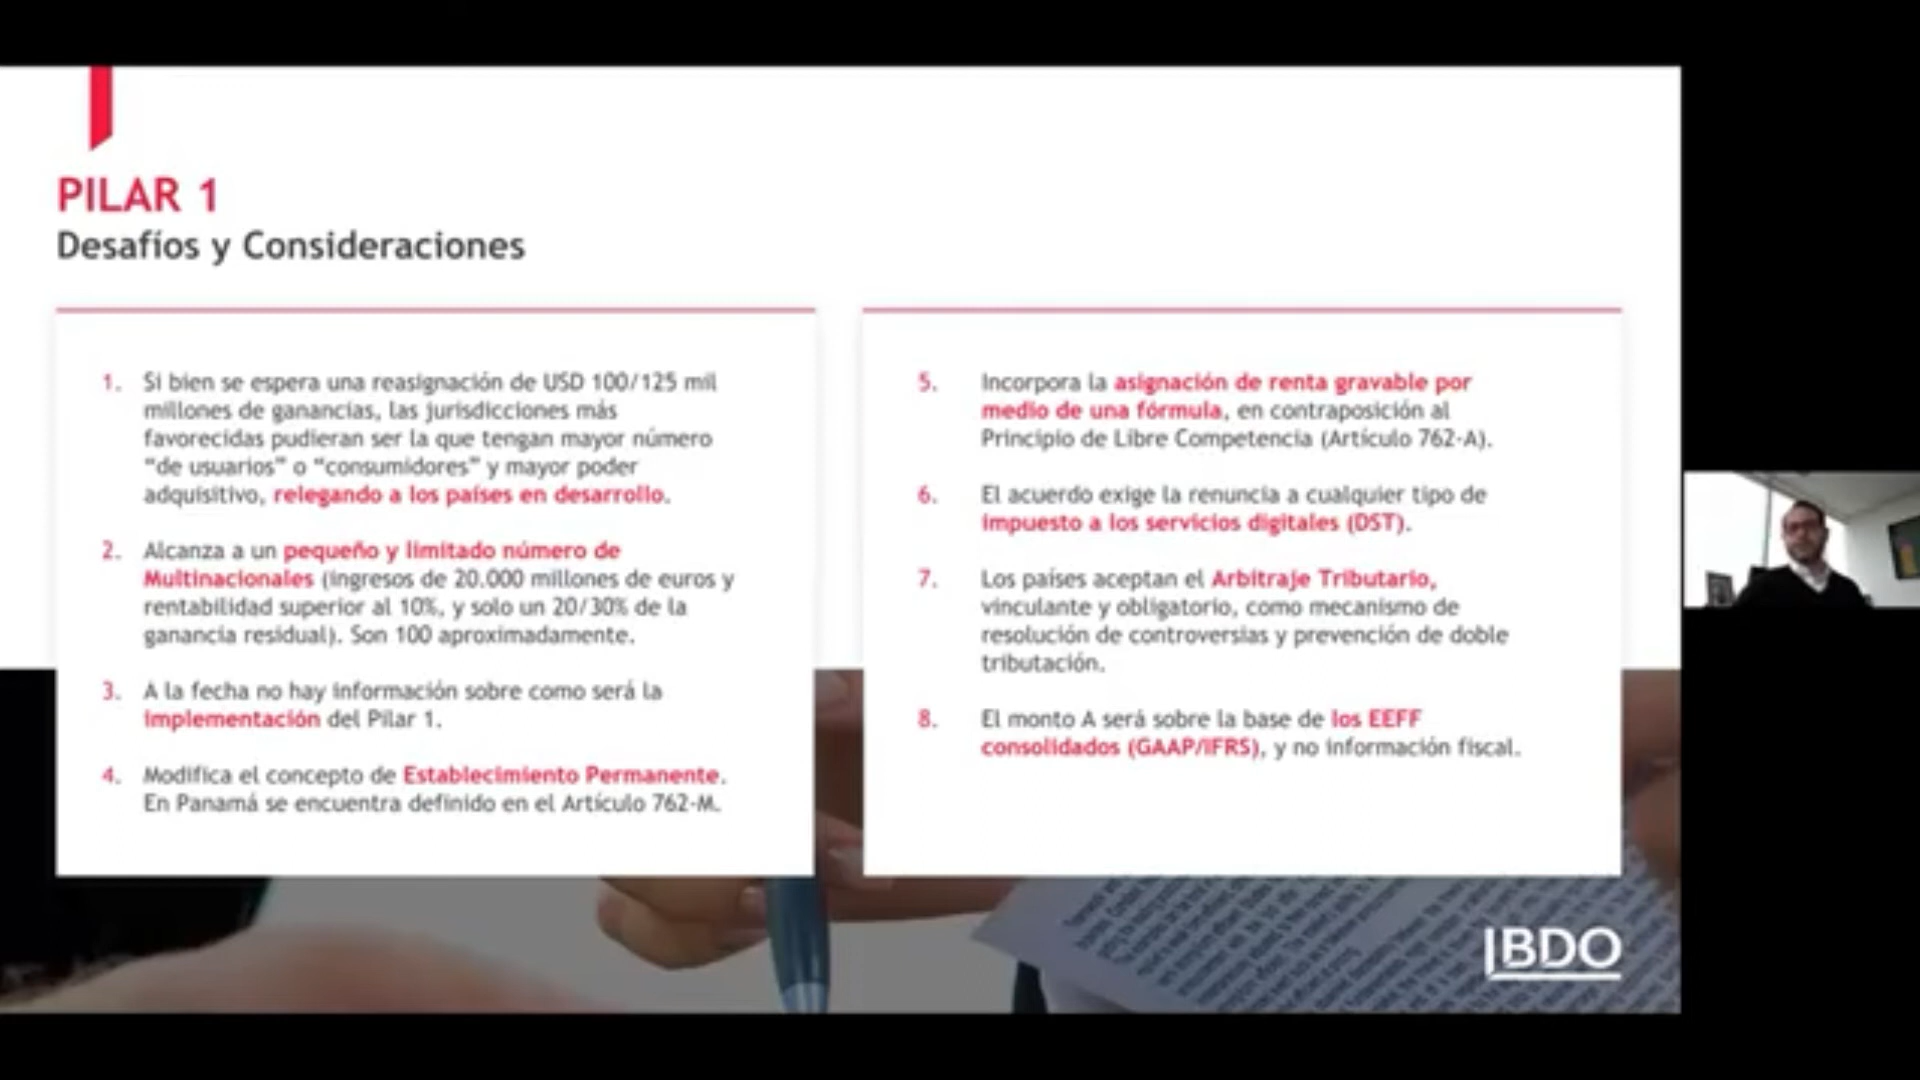 PILAR 1
Desafíos y Consideraciones
1. Si bien se espera una reasignación de USD 100/125 mil
millones de ganancias, las jurisdicciones más
favorecidas pudieran ser la que tengan mayor número
“de usuarios” o “consumidores” y mayor poder
adquisitivo, relegando a los países en desarrollo.
2. Alcanza a un pequeño y limitado número de
Multinacionales (ingresos de 20.000 millones de euros y
rentabilidad superior al 10%, y solo un 20/30% de la
ganancia residual). Son 100 aproximadamente.
3. A la fecha no hay información sobre como será la
implementación del Pilar 1.
4. Modifica el concepto de Establecimiento Permanente.
En Panamá se encuentra definido en el Artículo 762-M.
5. Incorpora la asignación de renta gravable por
medio de una fórmula, en contraposición al
Principio de Libre Competencia (Artículo 762-A).
6. El acuerdo exige la renuncia a cualquier tipo de
impuesto a los servicios digitales (DST).
7. Los países aceptan el Arbitraje Tributario,
vinculante y obligatorio, como mecanismo de
resolución de controversias y prevención de doble
tributación.
8. El monto A será sobre la base de los EEFF
consolidados (GAAP/IFRS), y no información fiscal.
BDO